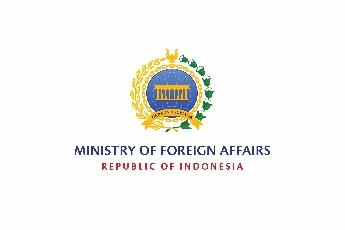 MINISTRY OF FOREIGN AFFAIRS
REPUBLIC OF INDONESIA